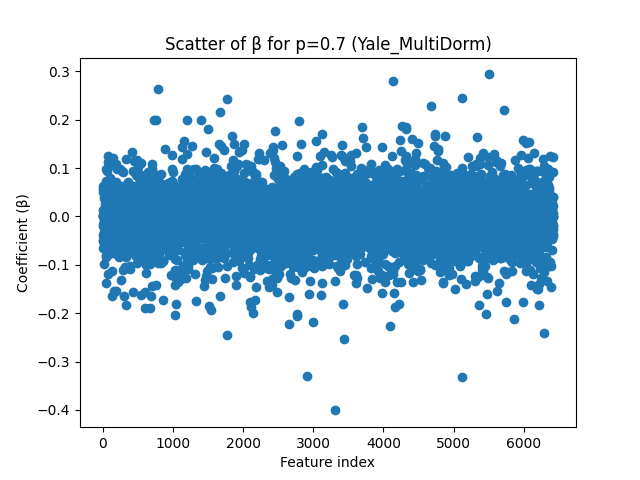 Scatter of β for p=0.7 (Yale_MultiDorm)
0.3
0.2
0.1
0.0
−0.1
−0.2
−0.3
−0.4
Coefficient (β)
0 1000 2000 3000 4000 5000 6000
Feature index